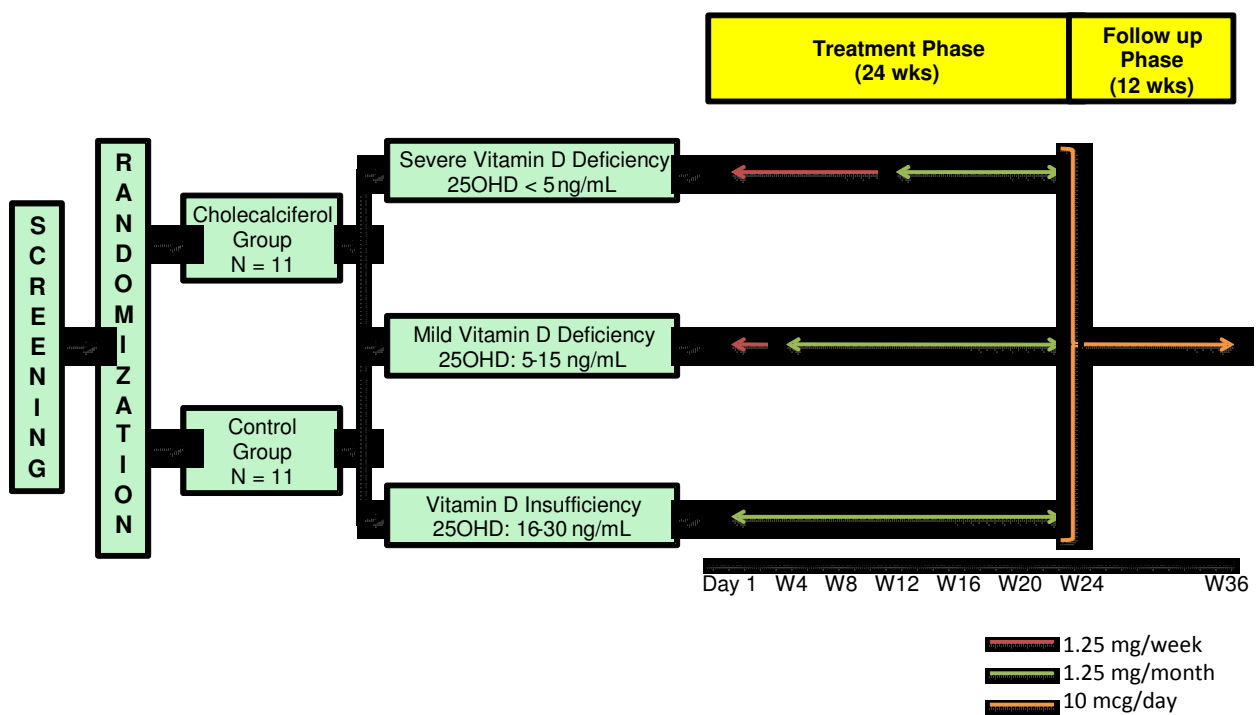 Treatment Phase
(24 wks)
Follow up
Phase
(12 wks)
SCREENING
RANDOMIZATION
Cholecalciferol
Group
N = 11
Control
Group
N = 11
Severe Vitamin D Deficiency
25OHD < 5 ng/mL
Mild Vitamin D Deficiency
25OHD: 5-15 ng/mL
Vitamin D Insufficiency
25OHD: 16-30 ng/mL
Day 1 W4 W8 W12 W16 W20 W24 W36
1.25 mg/week
1.25 mg/month
10 mcg/day